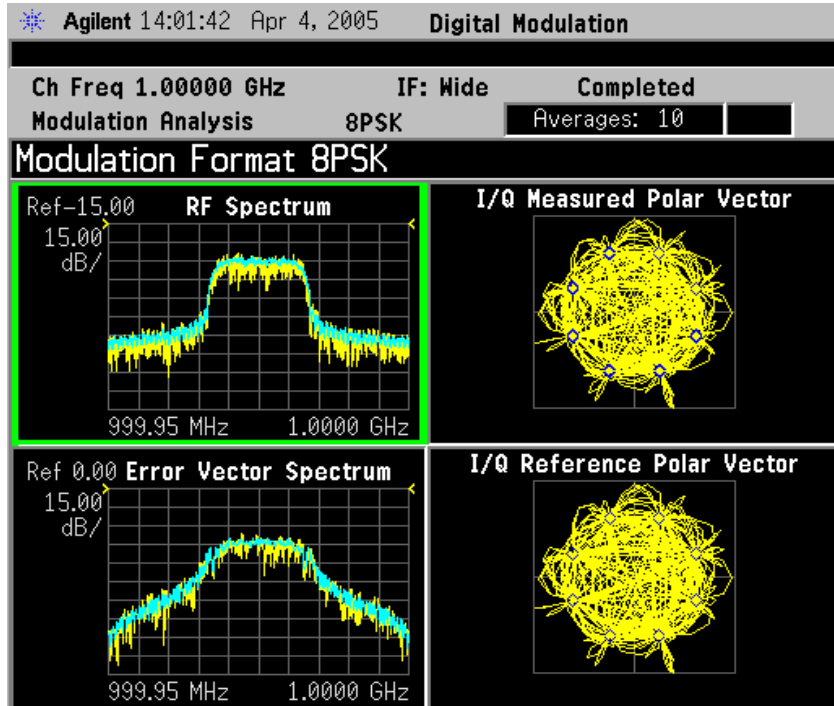 Agilent 14:01:42 Apr 4, 2005 Digital Modulation
Ch Freq 1.00000 GHz IF: Wide Completed
Modulation Analysis 8PSK Averages: 10
Modulation Format 8PSK
Ref-15.00 RF Spectrum
15.00
dB/
999.95 MHz 1.0000 GHz
I/Q Measured Polar Vector
Ref 0.00 Error Vector Spectrum
15.00
dB/
999.95 MHz 1.0000 GHz
I/Q Reference Polar Vector